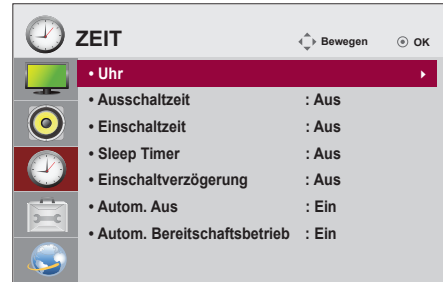 ZEIT
Bewegen OK
• Uhr
• Ausschaltzeit : Aus
• Einschaltzeit : Aus
• Sleep Timer : Aus
• Einschaltverzögerung : Aus
• Autom. Aus : Ein
• Autom. Bereitschaftsbetrieb : Ein